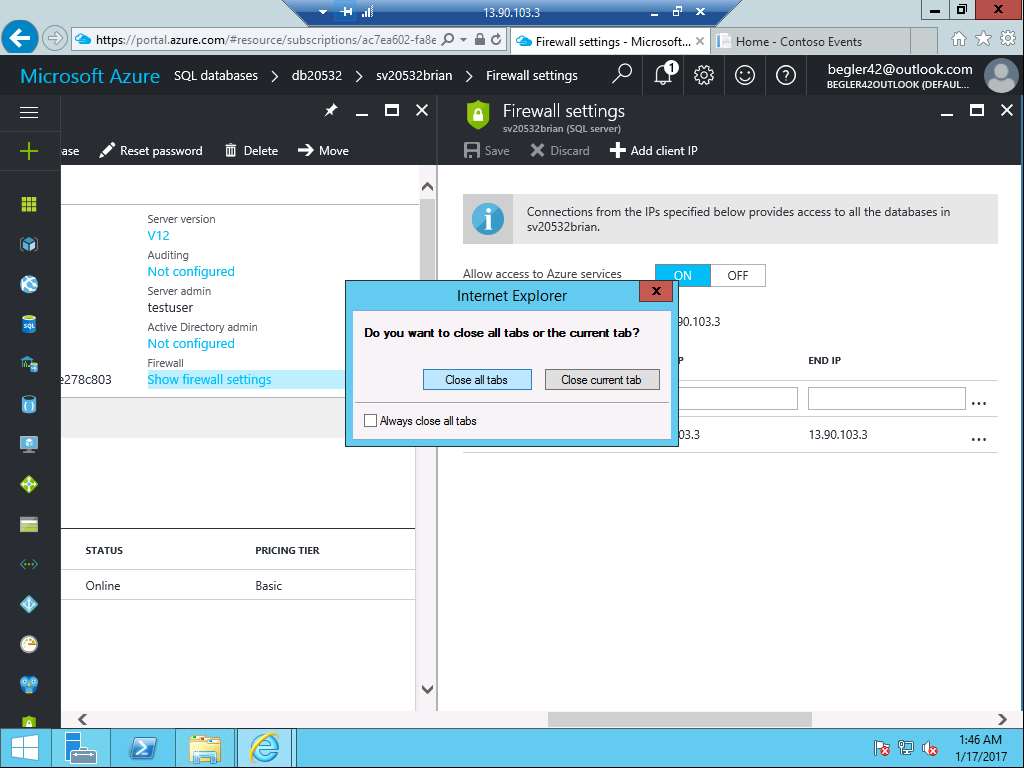 13.90.103.3
https://portal.azure.com/#resource/subscriptions/ac7ea602-fa8e
Firewall settings - Microsoft...
Home - Contoso Events
Microsoft Azure
SQL databases > db20532 > sv20532brian > Firewall settings
1
begler42@outlook.com
BEGLER42OUTLOOK (DEFAUL...
Firewall settings
sv20532brian (SQL server)
ase
Reset password
Delete
Move
Save
Discard
Add client IP
Server version
V12
Auditing
Not configured
Server admin
testuser
Active Directory admin
Not configured
Firewall
e278c803
Show firewall settings
STATUS
PRICING TIER
Online
Basic
Connections from the IPs specified below provides access to all the databases in
sv20532brian.
Allow access to Azure services
ON
OFF
90.103.3
P
END IP
...
03.3
13.90.103.3
...
Internet Explorer
Do you want to close all tabs or the current tab?
Close all tabs
Close current tab
Always close all tabs
SQL
1:46 AM
1/17/2017